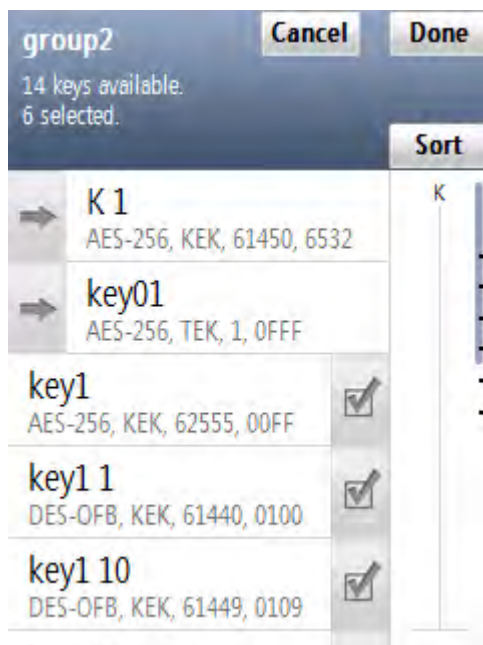 group2
Cancel
Done
14 keys available.
6 selected.
Sort
K 1
AES-256, KEK, 61450, 6532
K
key01
AES-256, TEK, 1, 0FFF
key1
AES-256, KEK, 62555, 00FF
key1 1
DES-OFB, KEK, 61440, 0100
key1 10
DES-OFB, KEK, 61449, 0109